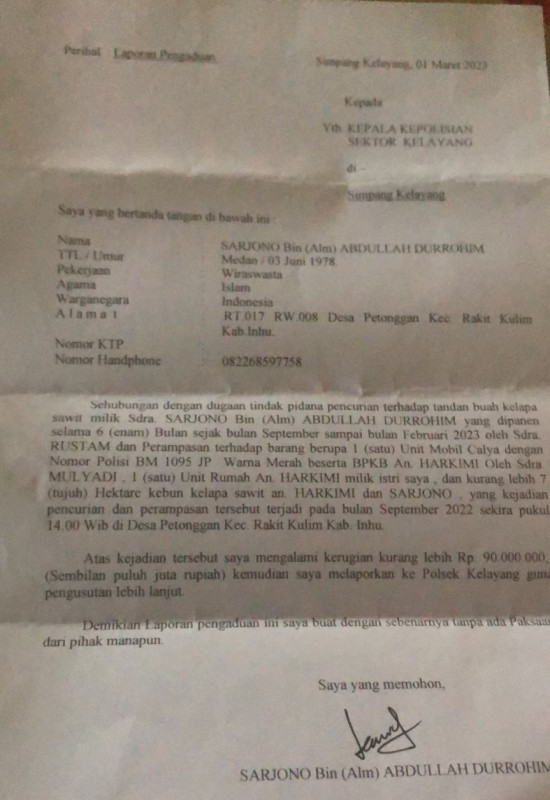 Perihal : Laporan Pengaduan
Simpang Kelayang, 01 Maret 2023
Kepada
Yth. KEPALA KEPOLISIAN
SEKTOR KELAYANG
di –
Simpang Kelayang
Saya yang bertanda tangan di bawah ini :
Nama : SARJONO Bin (Alm) ABDULLAH DURROHIM
TTL / Umur : Medan / 03 Juni 1978
Pekerjaan : Wiraswasta
Agama : Islam
Warganegara : Indonesia
A l a m a t : RT.017 RW.008 Desa Petonggan Kec. Rakit Kulim
Kab.Inhu.
Nomor KTP :
Nomor Handphone : 082268597758
Sehubungan dengan dugaan tindak pidana pencurian terhadap tandan buah kelapa
sawit milik Sdra. SARJONO Bin (Alm) ABDULLAH DURROHIM yang dipanen
selama 6 (enam) Bulan sejak bulan September sampai bulan Februari 2023 oleh Sdra.
RUSTAM dan Perampasan terhadap barang berupa 1 (satu) Unit Mobil Calya dengan
Nomor Polisi BM 1095 JP Warna Merah beserta BPKB An. HARKIMI Oleh Sdra.
MULYADI , 1 (satu) Unit Rumah An. HARKIMI milik istri saya , dan kurang lebih 7
(tujuh) Hektare kebun kelapa sawit an. HARKIMI dan SARJONO , yang kejadian
pencurian dan perampasan tersebut terjadi pada bulan September 2022 sekira pukul
14.00 Wib di Desa Petonggan Kec. Rakit Kulim Kab. Inhu.
Atas kejadian tersebut saya mengalami kerugian kurang lebih Rp. 90.000.000,
(Sembilan puluh juta rupiah) kemudian saya melaporkan ke Polsek Kelayang guna
pengusutan lebih lanjut.
Demikian Laporan pengaduan ini saya buat dengan sebenarnya tanpa ada Paksaan
dari pihak manapun.
Saya yang memohon,
SARJONO Bin (Alm) ABDULLAH DURROHIM